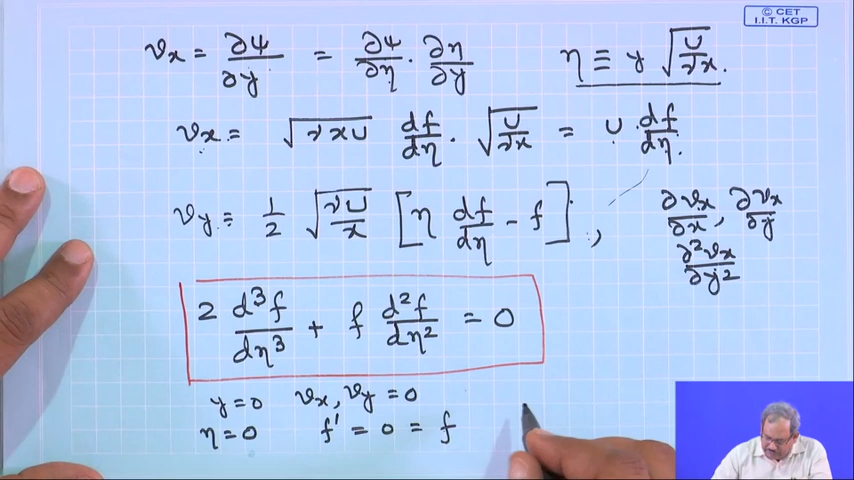 © CET
I.I.T. KGP
vx = ∂ψ/∂y = ∂ψ/∂η · ∂η/∂y    η ≡ y √(U/νx).
vx = √(νxU) df/dη · √(U/νx) = U · df/dη.
vy = 1/2 √(νU/x) [η df/dη - f],
∂vx/∂x, ∂vx/∂y
∂²vx/∂y²
2 d³f/dη³ + f d²f/dη² = 0
y=0    vx, vy = 0
η=0    f' = 0 = f